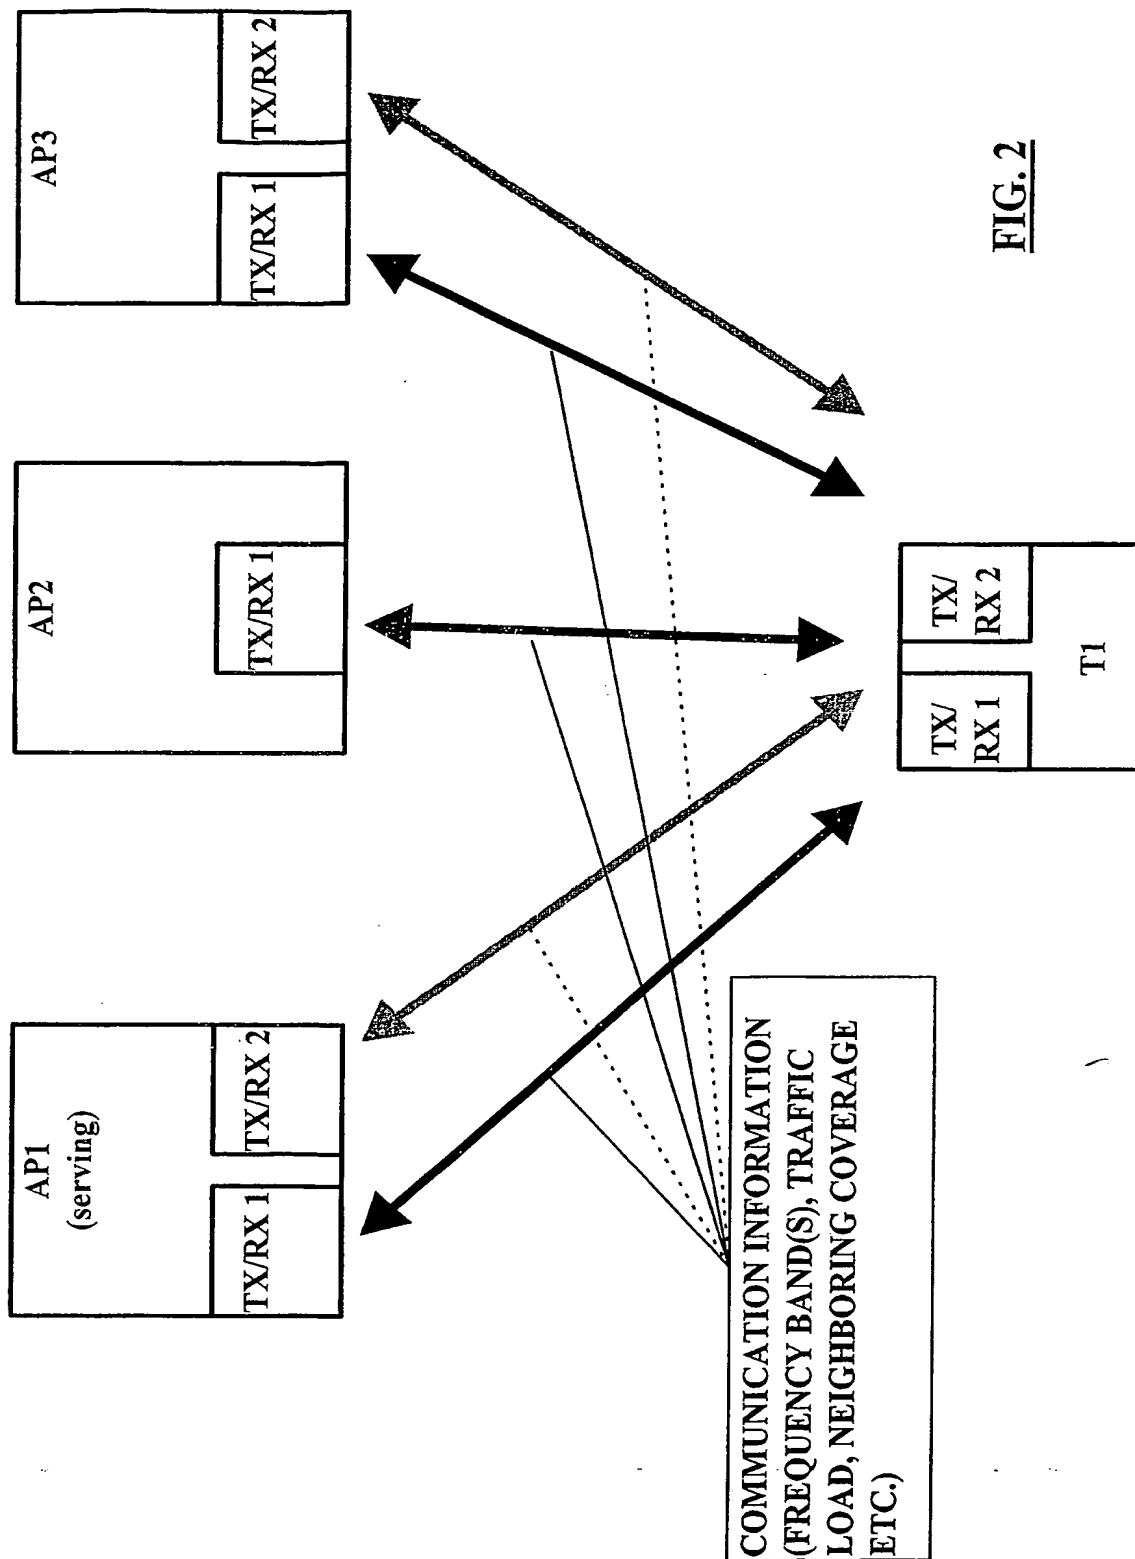 AP1
(serving)
TX/RX 1
TX/RX 2
AP2
TX/RX 1
AP3
TX/RX 1
TX/RX 2
COMMUNICATION INFORMATION
(FREQUENCY BAND(S), TRAFFIC
LOAD, NEIGHBORING COVERAGE
ETC.)
TX/
RX 1
TX/
RX 2
T1
FIG. 2